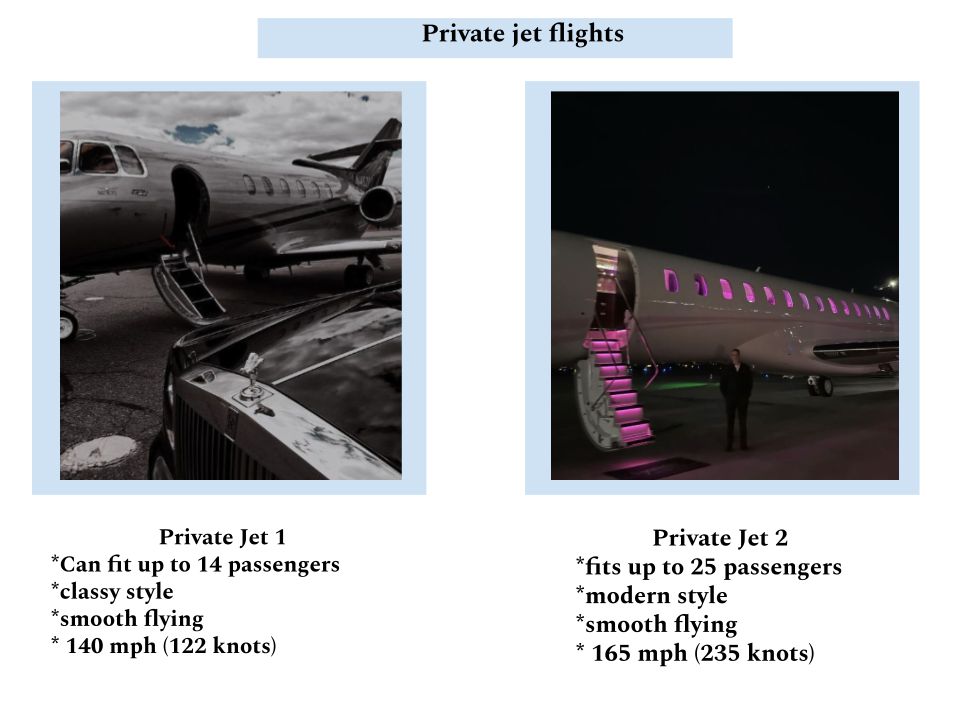 Private jet flights
Private Jet 1
*Can fit up to 14 passengers
*classy style
*smooth flying
* 140 mph (122 knots)
Private Jet 2
*fits up to 25 passengers
*modern style
*smooth flying
* 165 mph (235 knots)